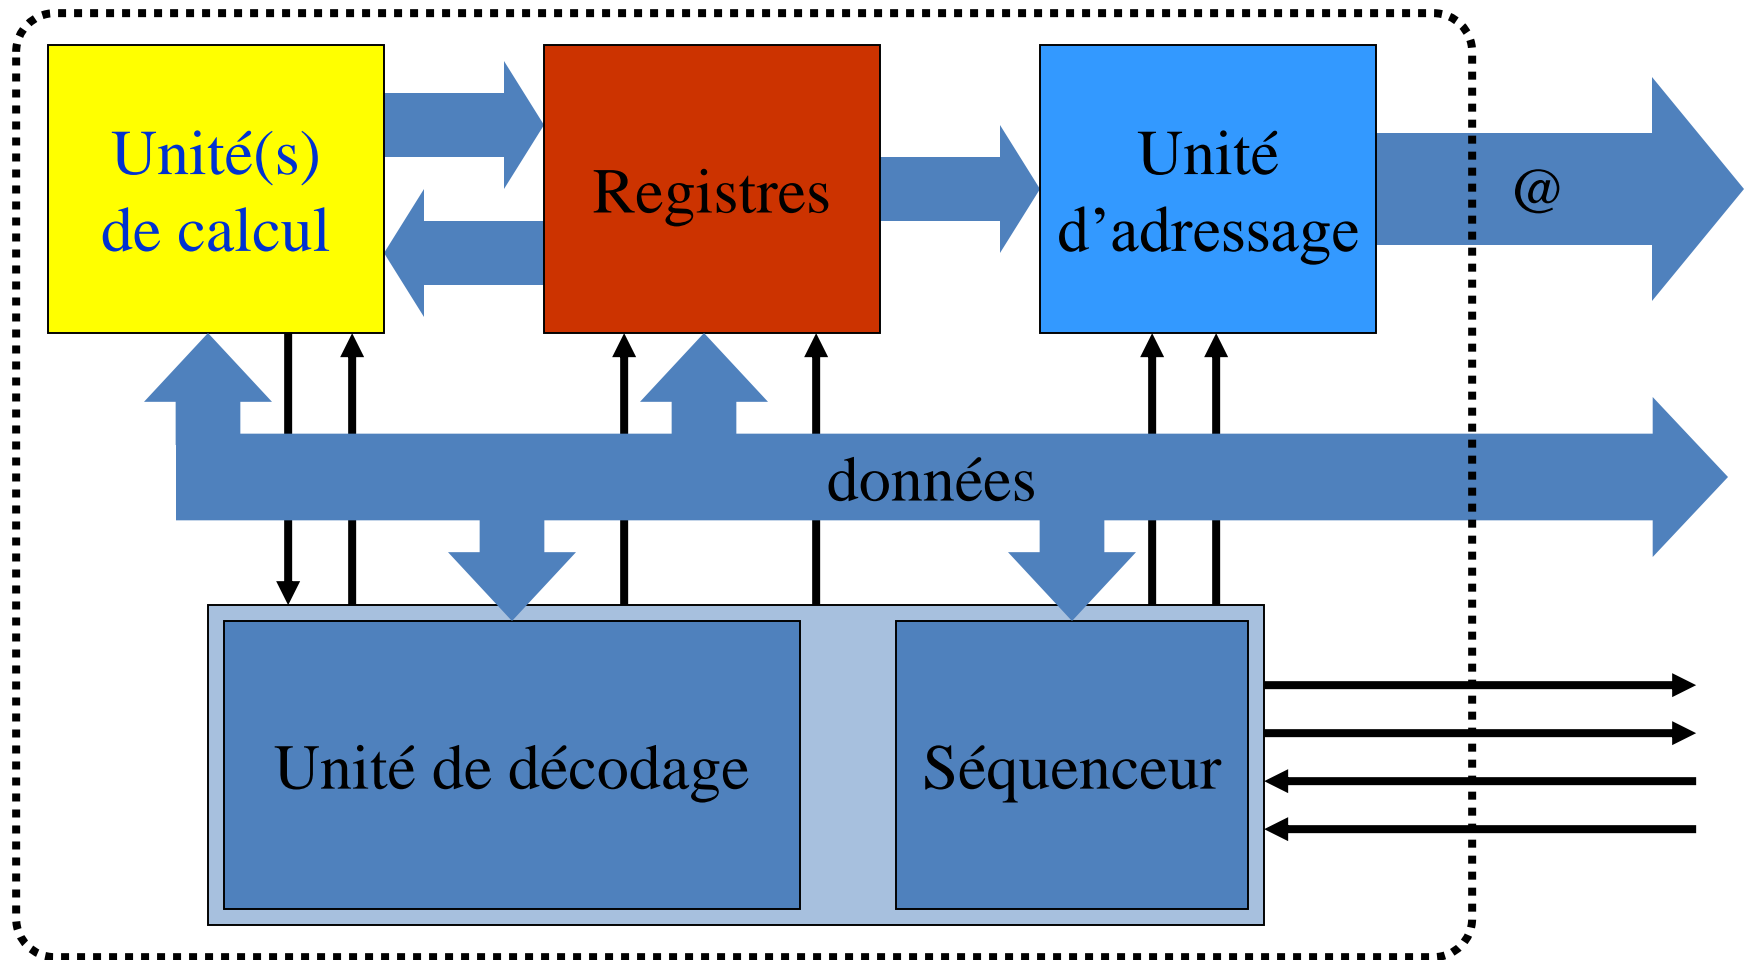 Unité(s)
de calcul
Registres
Unité
d’adressage
@
données
Unité de décodage
Séquenceur